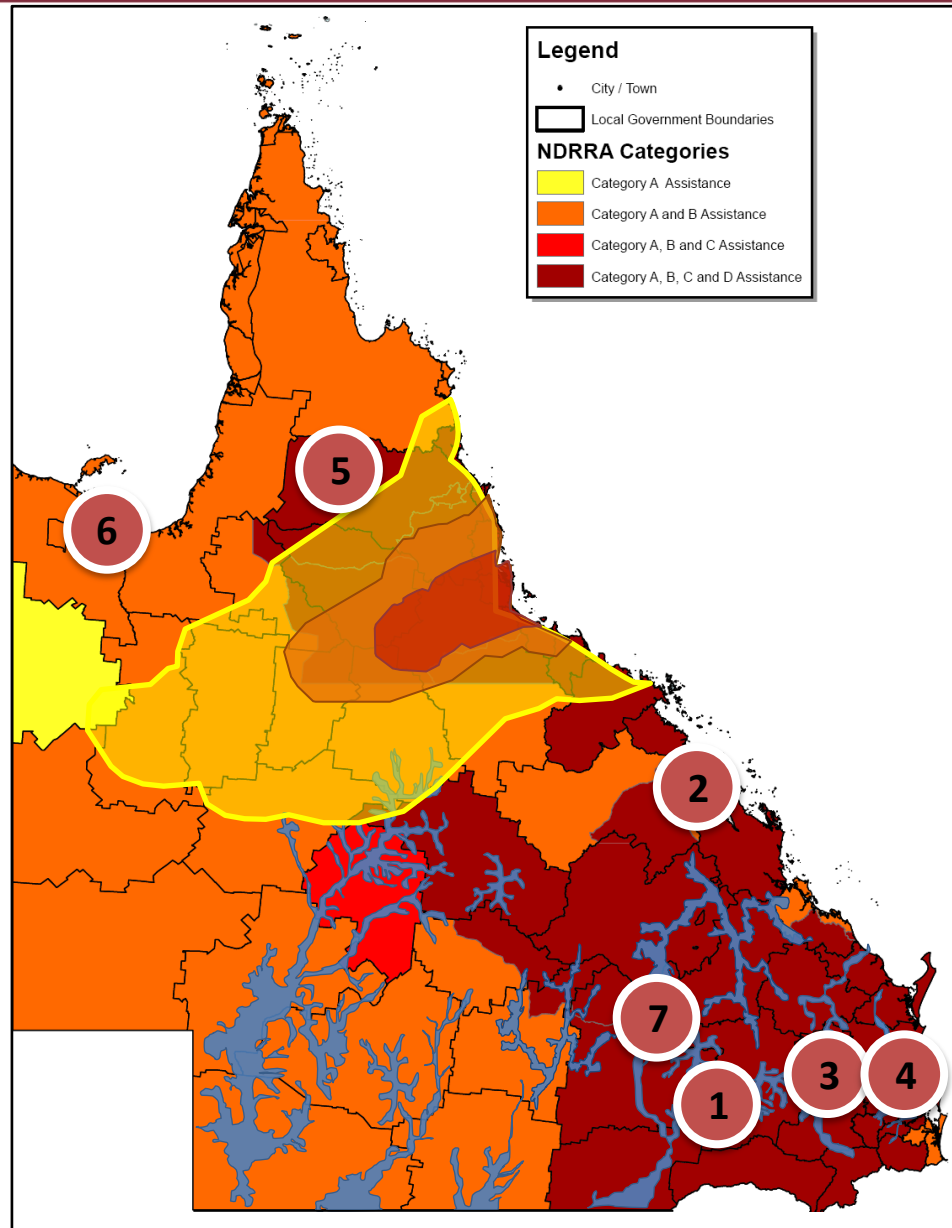 Legend
City / Town
Local Government Boundaries
NDRRA Categories
Category A Assistance
Category A and B Assistance
Category A, B and C Assistance
Category A, B, C and D Assistance
5
6
2
7
3
4
1